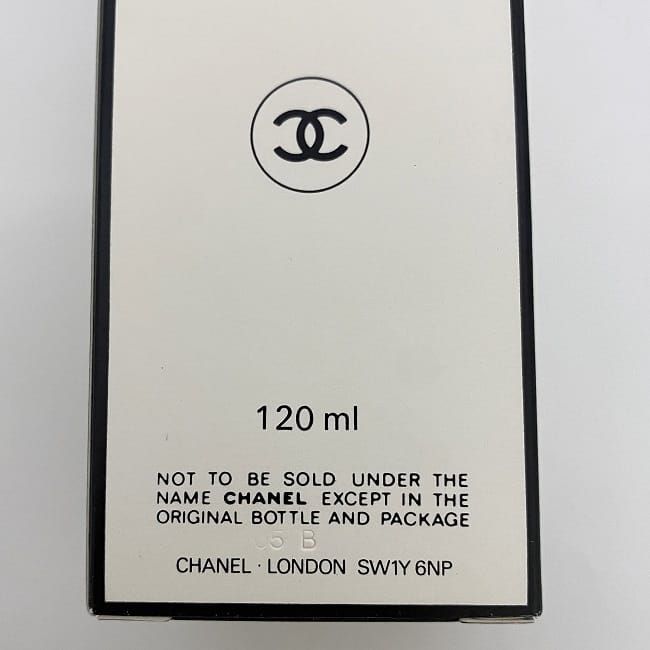 120 ml
NOT TO BE SOLD UNDER THE
NAME CHANEL EXCEPT IN THE
ORIGINAL BOTTLE AND PACKAGE
5 B
CHANEL · LONDON SW1Y 6NP